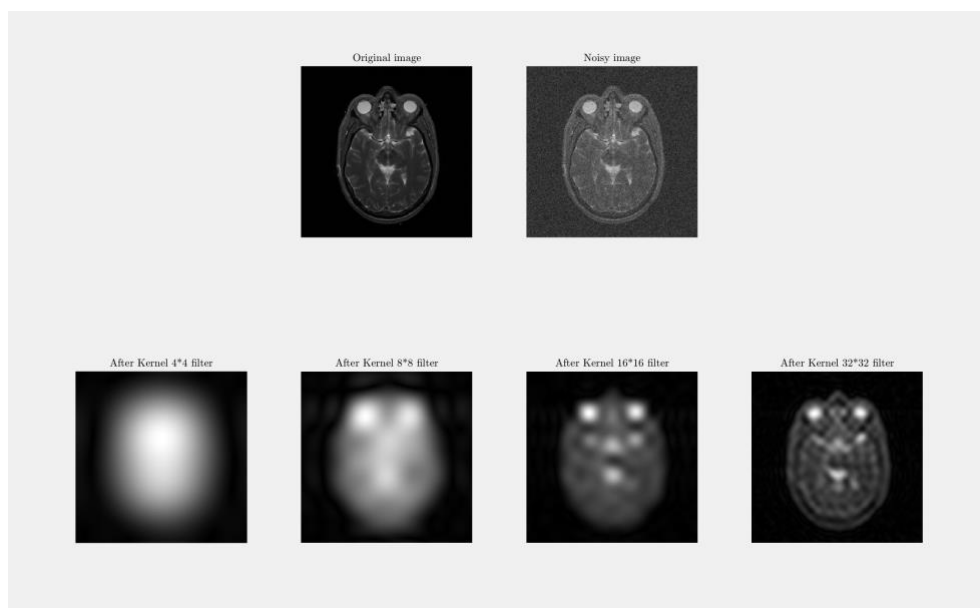 Original image
Noisy image
After Kernel 4*4 filter
After Kernel 8*8 filter
After Kernel 16*16 filter
After Kernel 32*32 filter